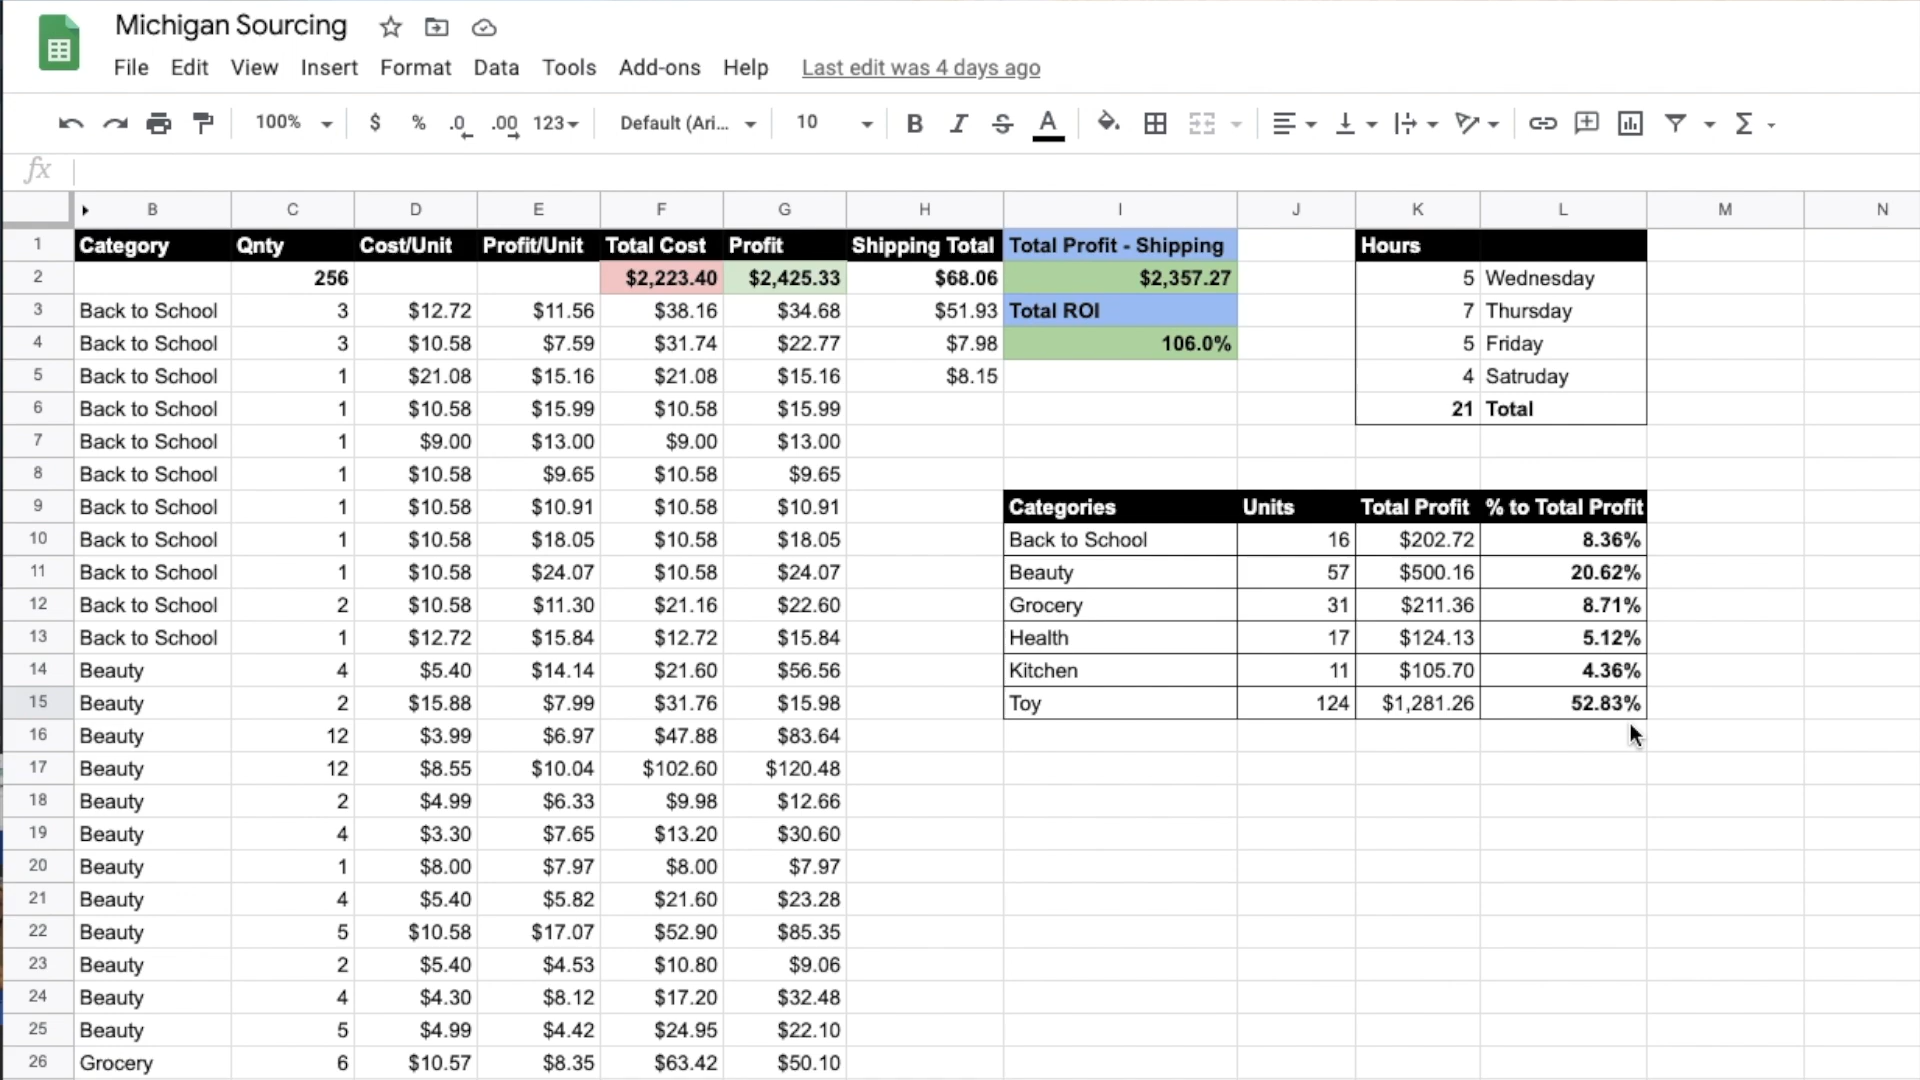 Michigan Sourcing
File Edit View Insert Format Data Tools Add-ons Help Last edit was 4 days ago
100% $ % .0 .00 123 Default (Ari... 10 B I S A
fx
B C D E F G H I J K L M N
1 Category Qnty Cost/Unit Profit/Unit Total Cost Profit Shipping Total Total Profit - Shipping Hours
2 256 $2,223.40 $2,425.33 $68.06 $2,357.27 5 Wednesday
3 Back to School 3 $12.72 $11.56 $38.16 $34.68 $51.93 Total ROI 7 Thursday
4 Back to School 3 $10.58 $7.59 $31.74 $22.77 $7.98 106.0% 5 Friday
5 Back to School 1 $21.08 $15.16 $21.08 $15.16 $8.15 4 Satruday
6 Back to School 1 $10.58 $15.99 $10.58 $15.99 21 Total
7 Back to School 1 $9.00 $13.00 $9.00 $13.00
8 Back to School 1 $10.58 $9.65 $10.58 $9.65
9 Back to School 1 $10.58 $10.91 $10.58 $10.91 Categories Units Total Profit % to Total Profit
10 Back to School 1 $10.58 $18.05 $10.58 $18.05 Back to School 16 $202.72 8.36%
11 Back to School 1 $10.58 $24.07 $10.58 $24.07 Beauty 57 $500.16 20.62%
12 Back to School 2 $10.58 $11.30 $21.16 $22.60 Grocery 31 $211.36 8.71%
13 Back to School 1 $12.72 $15.84 $12.72 $15.84 Health 17 $124.13 5.12%
14 Beauty 4 $5.40 $14.14 $21.60 $56.56 Kitchen 11 $105.70 4.36%
15 Beauty 2 $15.88 $7.99 $31.76 $15.98 Toy 124 $1,281.26 52.83%
16 Beauty 12 $3.99 $6.97 $47.88 $83.64
17 Beauty 12 $8.55 $10.04 $102.60 $120.48
18 Beauty 2 $4.99 $6.33 $9.98 $12.66
19 Beauty 4 $3.30 $7.65 $13.20 $30.60
20 Beauty 1 $8.00 $7.97 $8.00 $7.97
21 Beauty 4 $5.40 $5.82 $21.60 $23.28
22 Beauty 5 $10.58 $17.07 $52.90 $85.35
23 Beauty 2 $5.40 $4.53 $10.80 $9.06
24 Beauty 4 $4.30 $8.12 $17.20 $32.48
25 Beauty 5 $4.99 $4.42 $24.95 $22.10
26 Grocery 6 $10.57 $8.35 $63.42 $50.10